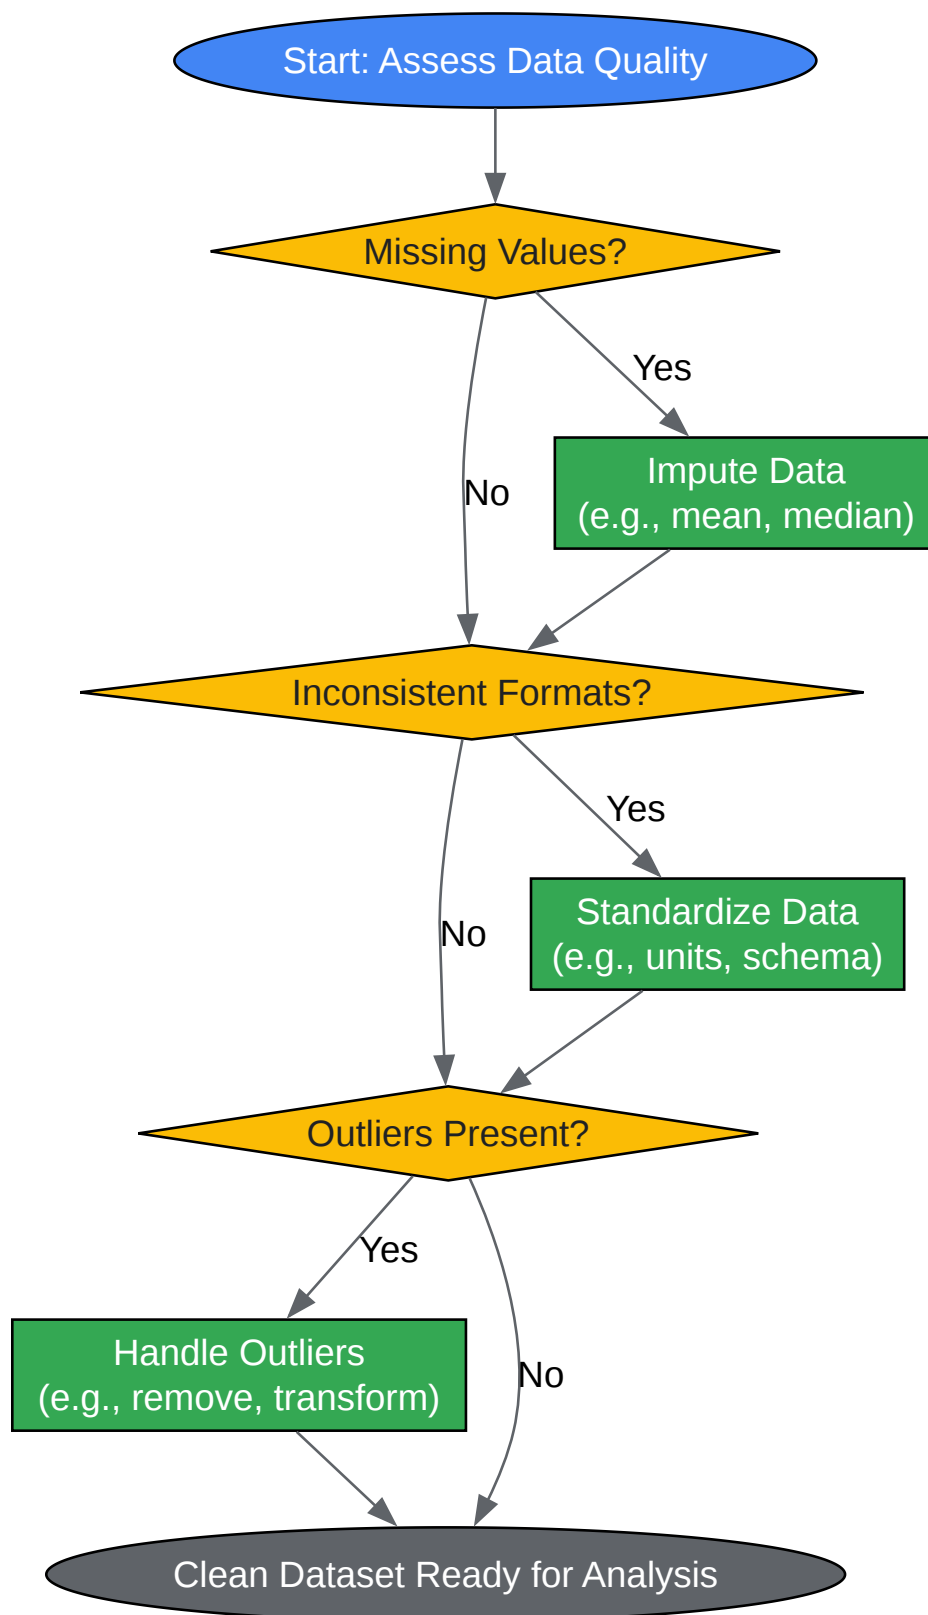 Start: Assess Data Quality
Missing Values?
Yes
Impute Data
(e.g., mean, median)
No
Inconsistent Formats?
Yes
Standardize Data
(e.g., units, schema)
No
Outliers Present?
Yes
Handle Outliers
(e.g., remove, transform)
No
Clean Dataset Ready for Analysis